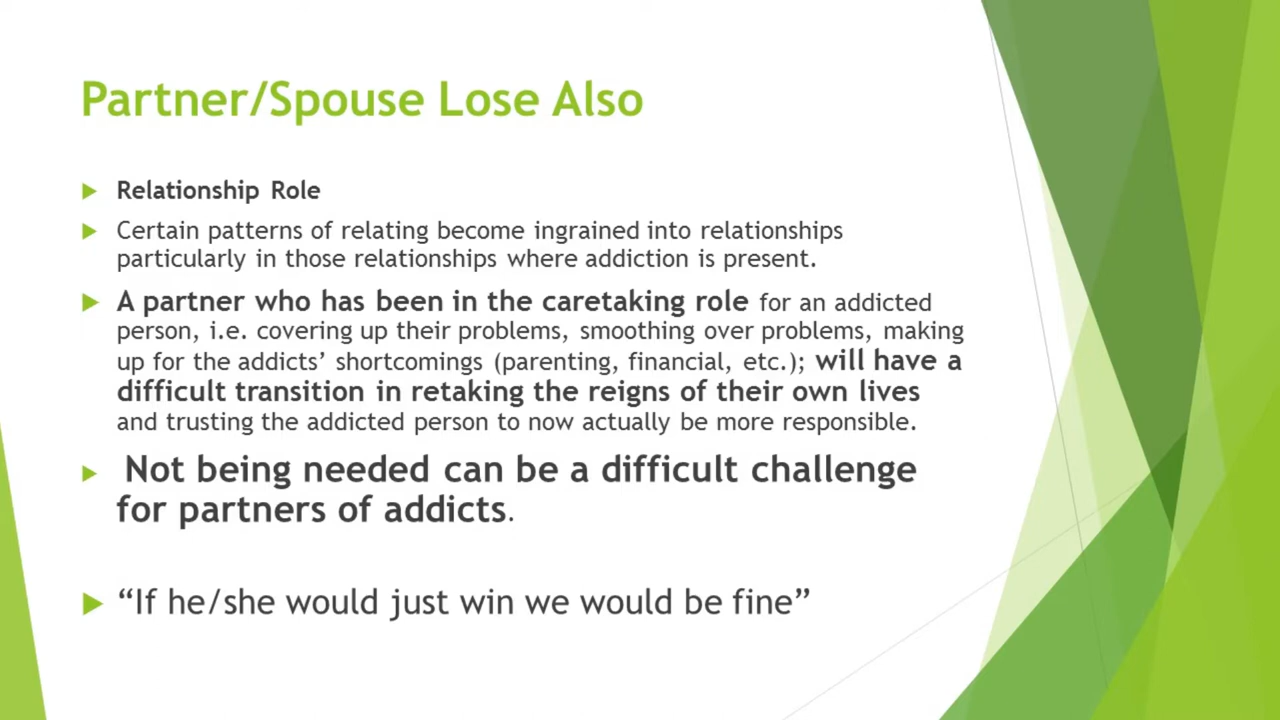 Partner/Spouse Lose Also
Relationship Role
Certain patterns of relating become ingrained into relationships
particularly in those relationships where addiction is present.
A partner who has been in the caretaking role for an addicted
person, i.e. covering up their problems, smoothing over problems, making
up for the addicts’ shortcomings (parenting, financial, etc.); will have a
difficult transition in retaking the reigns of their own lives
and trusting the addicted person to now actually be more responsible.
Not being needed can be a difficult challenge
for partners of addicts.
“If he/she would just win we would be fine”